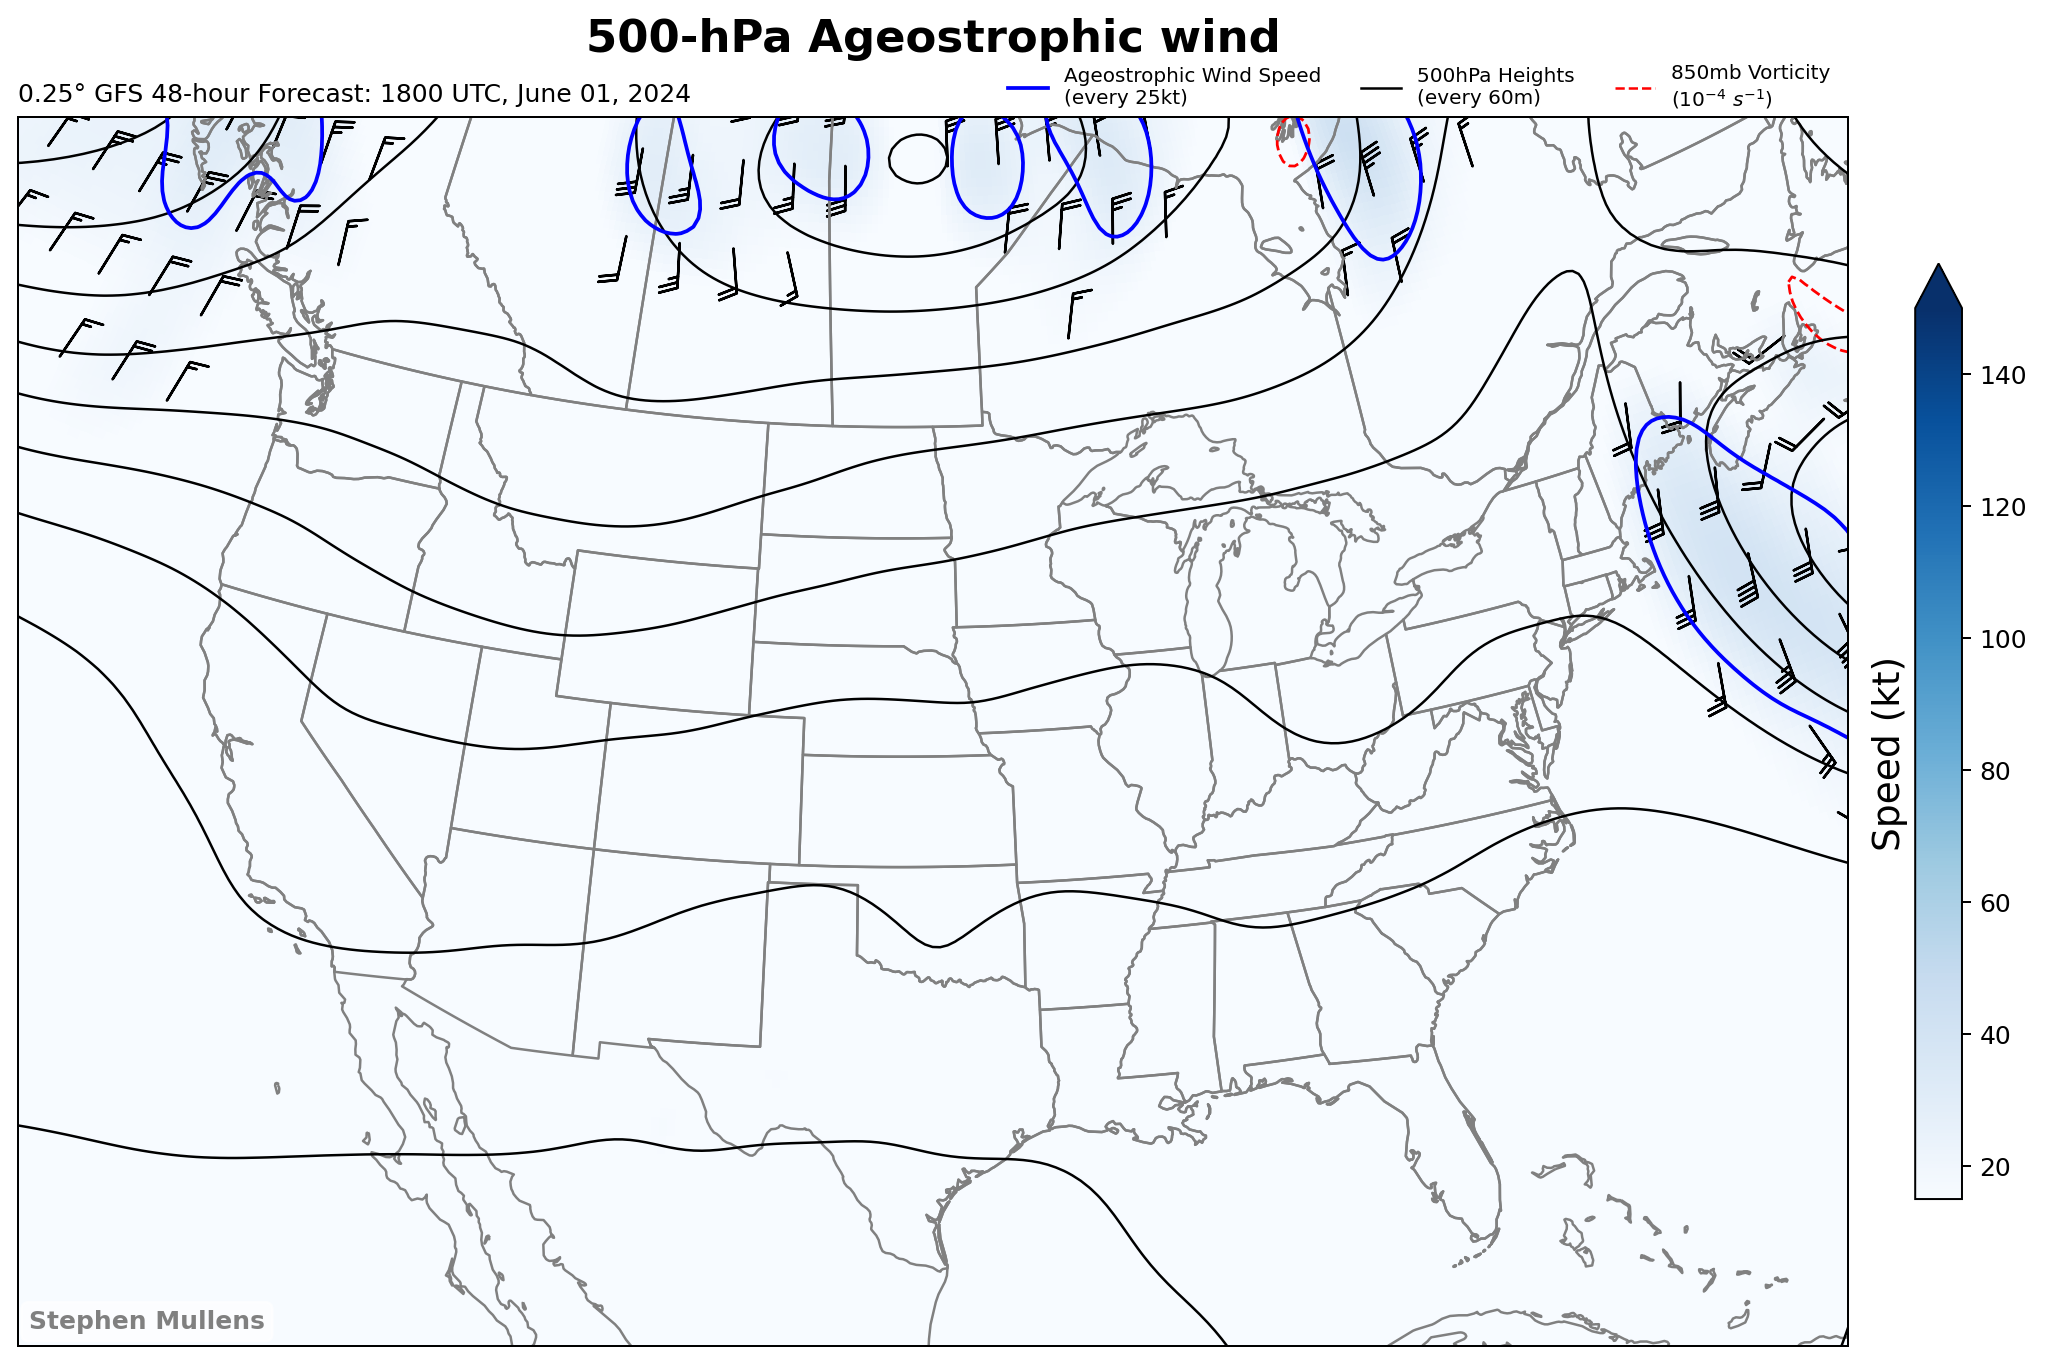 500-hPa Ageostrophic wind
0.25° GFS 48-hour Forecast: 1800 UTC, June 01, 2024
Ageostrophic Wind Speed
(every 25kt)
500hPa Heights
(every 60m)
850mb Vorticity
(10⁻⁴ s⁻¹)
140
120
100
80
60
40
20
Speed (kt)
Stephen Mullens